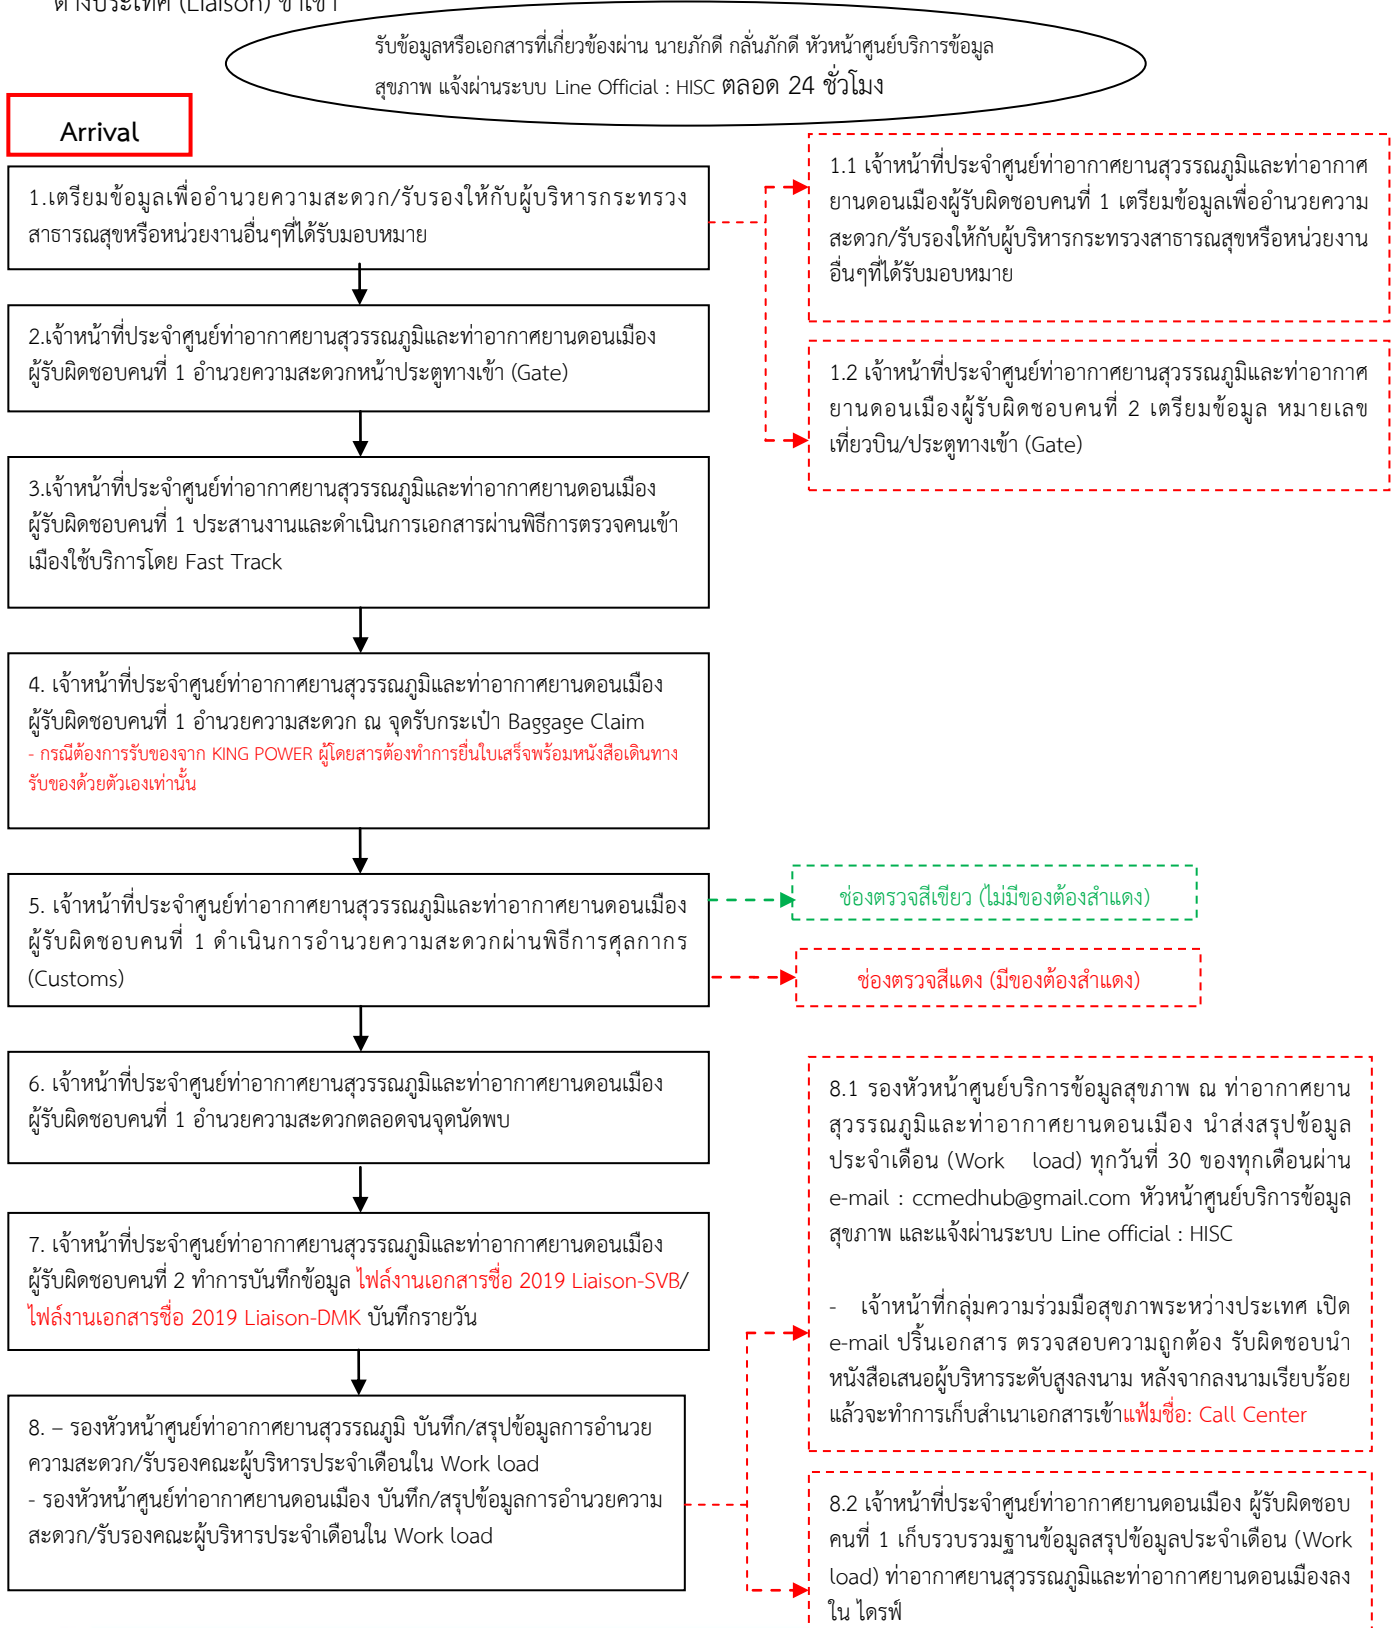 ต่างประเทศ (Liaison) ขาเข้า
รับข้อมูลหรือเอกสารที่เกี่ยวข้องผ่าน นายภักดี กลั่นภักดี หัวหน้าศูนย์บริการข้อมูล
สุขภาพ แจ้งผ่านระบบ Line Official : HISC ตลอด 24 ชั่วโมง
Arrival
1.เตรียมข้อมูลเพื่ออำนวยความสะดวก/รับรองให้กับผู้บริหารกระทรวง
สาธารณสุขหรือหน่วยงานอื่นๆที่ได้รับมอบหมาย
1.1 เจ้าหน้าที่ประจำศูนย์ท่าอากาศยานสุวรรณภูมิและท่าอากาศ
ยานดอนเมืองผู้รับผิดชอบคนที่ 1 เตรียมข้อมูลเพื่ออำนวยความ
สะดวก/รับรองให้กับผู้บริหารกระทรวงสาธารณสุขหรือหน่วยงาน
อื่นๆที่ได้รับมอบหมาย
2.เจ้าหน้าที่ประจำศูนย์ท่าอากาศยานสุวรรณภูมิและท่าอากาศยานดอนเมือง
ผู้รับผิดชอบคนที่ 1 อำนวยความสะดวกหน้าประตูทางเข้า (Gate)
1.2 เจ้าหน้าที่ประจำศูนย์ท่าอากาศยานสุวรรณภูมิและท่าอากาศ
ยานดอนเมืองผู้รับผิดชอบคนที่ 2 เตรียมข้อมูล หมายเลข
เที่ยวบิน/ประตูทางเข้า (Gate)
3.เจ้าหน้าที่ประจำศูนย์ท่าอากาศยานสุวรรณภูมิและท่าอากาศยานดอนเมือง
ผู้รับผิดชอบคนที่ 1 ประสานงานและดำเนินการเอกสารผ่านพิธีการตรวจคนเข้า
เมืองใช้บริการโดย Fast Track
4. เจ้าหน้าที่ประจำศูนย์ท่าอากาศยานสุวรรณภูมิและท่าอากาศยานดอนเมือง
ผู้รับผิดชอบคนที่ 1 อำนวยความสะดวก ณ จุดรับกระเป๋า Baggage Claim
- กรณีต้องการรับของจาก KING POWER ผู้โดยสารต้องทำการยื่นใบเสร็จพร้อมหนังสือเดินทาง
รับของด้วยตัวเองเท่านั้น
5. เจ้าหน้าที่ประจำศูนย์ท่าอากาศยานสุวรรณภูมิและท่าอากาศยานดอนเมือง
ผู้รับผิดชอบคนที่ 1 ดำเนินการอำนวยความสะดวกผ่านพิธีการศุลกากร
(Customs)
ช่องตรวจสีเขียว (ไม่มีของต้องสำแดง)
ช่องตรวจสีแดง (มีของต้องสำแดง)
6. เจ้าหน้าที่ประจำศูนย์ท่าอากาศยานสุวรรณภูมิและท่าอากาศยานดอนเมือง
ผู้รับผิดชอบคนที่ 1 อำนวยความสะดวกตลอดจนจุดนัดพบ
7. เจ้าหน้าที่ประจำศูนย์ท่าอากาศยานสุวรรณภูมิและท่าอากาศยานดอนเมือง
ผู้รับผิดชอบคนที่ 2 ทำการบันทึกข้อมูล ไฟล์งานเอกสารชื่อ 2019 Liaison-SVB/
ไฟล์งานเอกสารชื่อ 2019 Liaison-DMK บันทึกรายวัน
8. – รองหัวหน้าศูนย์ท่าอากาศยานสุวรรณภูมิ บันทึก/สรุปข้อมูลการอำนวย
ความสะดวก/รับรองคณะผู้บริหารประจำเดือนใน Work load
- รองหัวหน้าศูนย์ท่าอากาศยานดอนเมือง บันทึก/สรุปข้อมูลการอำนวยความ
สะดวก/รับรองคณะผู้บริหารประจำเดือนใน Work load
8.1 รองหัวหน้าศูนย์บริการข้อมูลสุขภาพ ณ ท่าอากาศยาน
สุวรรณภูมิและท่าอากาศยานดอนเมือง นำส่งสรุปข้อมูล
ประจำเดือน (Work load) ทุกวันที่ 30 ของทุกเดือนผ่าน
e-mail : ccmedhub@gmail.com หัวหน้าศูนย์บริการข้อมูล
สุขภาพ และแจ้งผ่านระบบ Line official : HISC
- เจ้าหน้าที่กลุ่มความร่วมมือสุขภาพระหว่างประเทศ เปิด
e-mail ปริ้นเอกสาร ตรวจสอบความถูกต้อง รับผิดชอบนำ
หนังสือเสนอผู้บริหารระดับสูงลงนาม หลังจากลงนามเรียบร้อย
แล้วจะทำการเก็บสำเนาเอกสารเข้าแฟ้มชื่อ: Call Center
8.2 เจ้าหน้าที่ประจำศูนย์ท่าอากาศยานดอนเมือง ผู้รับผิดชอบ
คนที่ 1 เก็บรวบรวมฐานข้อมูลสรุปข้อมูลประจำเดือน (Work
load) ท่าอากาศยานสุวรรณภูมิและท่าอากาศยานดอนเมืองลง
ใน ไดรฟ์